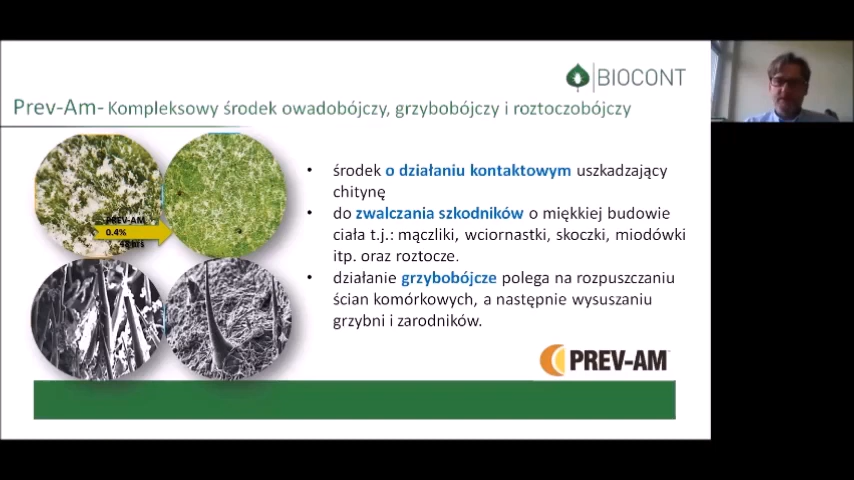 BIOCONT
Prev-Am- Kompleksowy środek owadobójczy, grzybobójczy i roztoczobójczy
• środek o działaniu kontaktowym uszkadzający
chitynę
• do zwalczania szkodników o miękkiej budowie
ciała t.j.: mączliki, wciornastki, skoczki, miodówki
itp. oraz roztocze.
• działanie grzybobójcze polega na rozpuszczaniu
ścian komórkowych, a następnie wysuszaniu
grzybni i zarodników.
PREV-AM
0.4%
48 hrs
PREV-AM